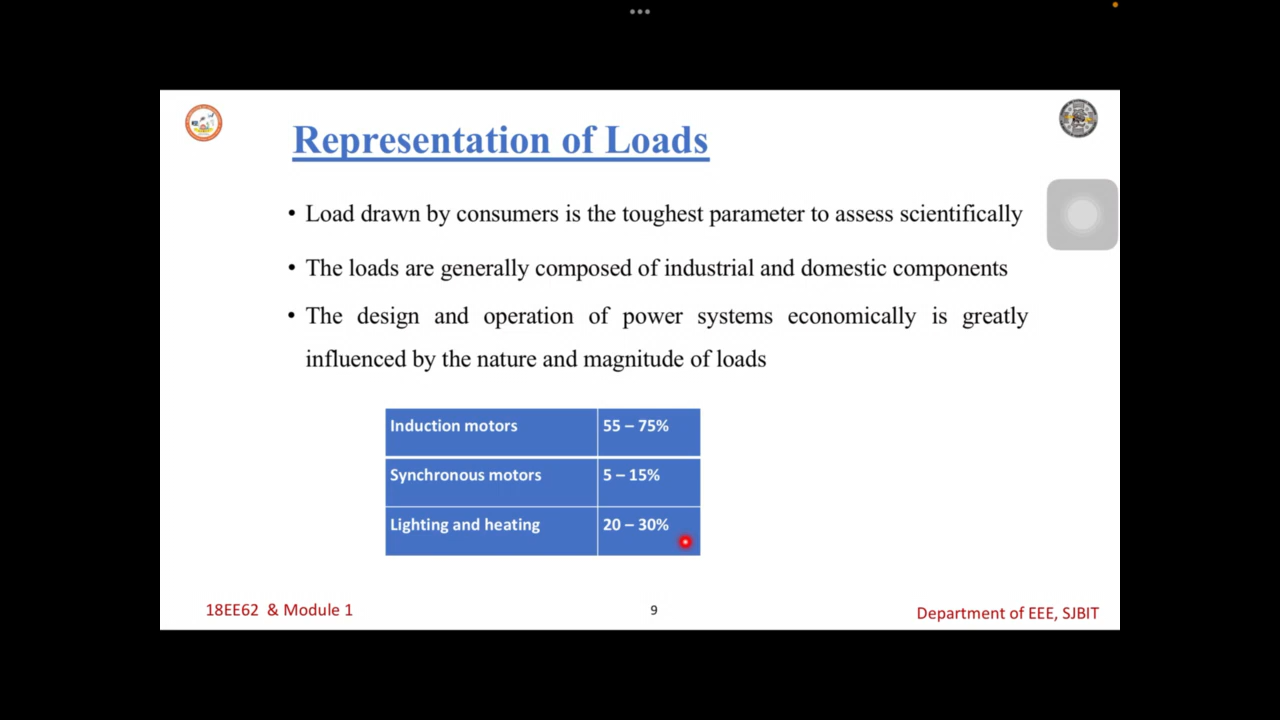 Representation of Loads
• Load drawn by consumers is the toughest parameter to assess scientifically
• The loads are generally composed of industrial and domestic components
• The design and operation of power systems economically is greatly
influenced by the nature and magnitude of loads
Induction motors 55 – 75%
Synchronous motors 5 – 15%
Lighting and heating 20 – 30%
18EE62 & Module 1
9
Department of EEE, SJBIT